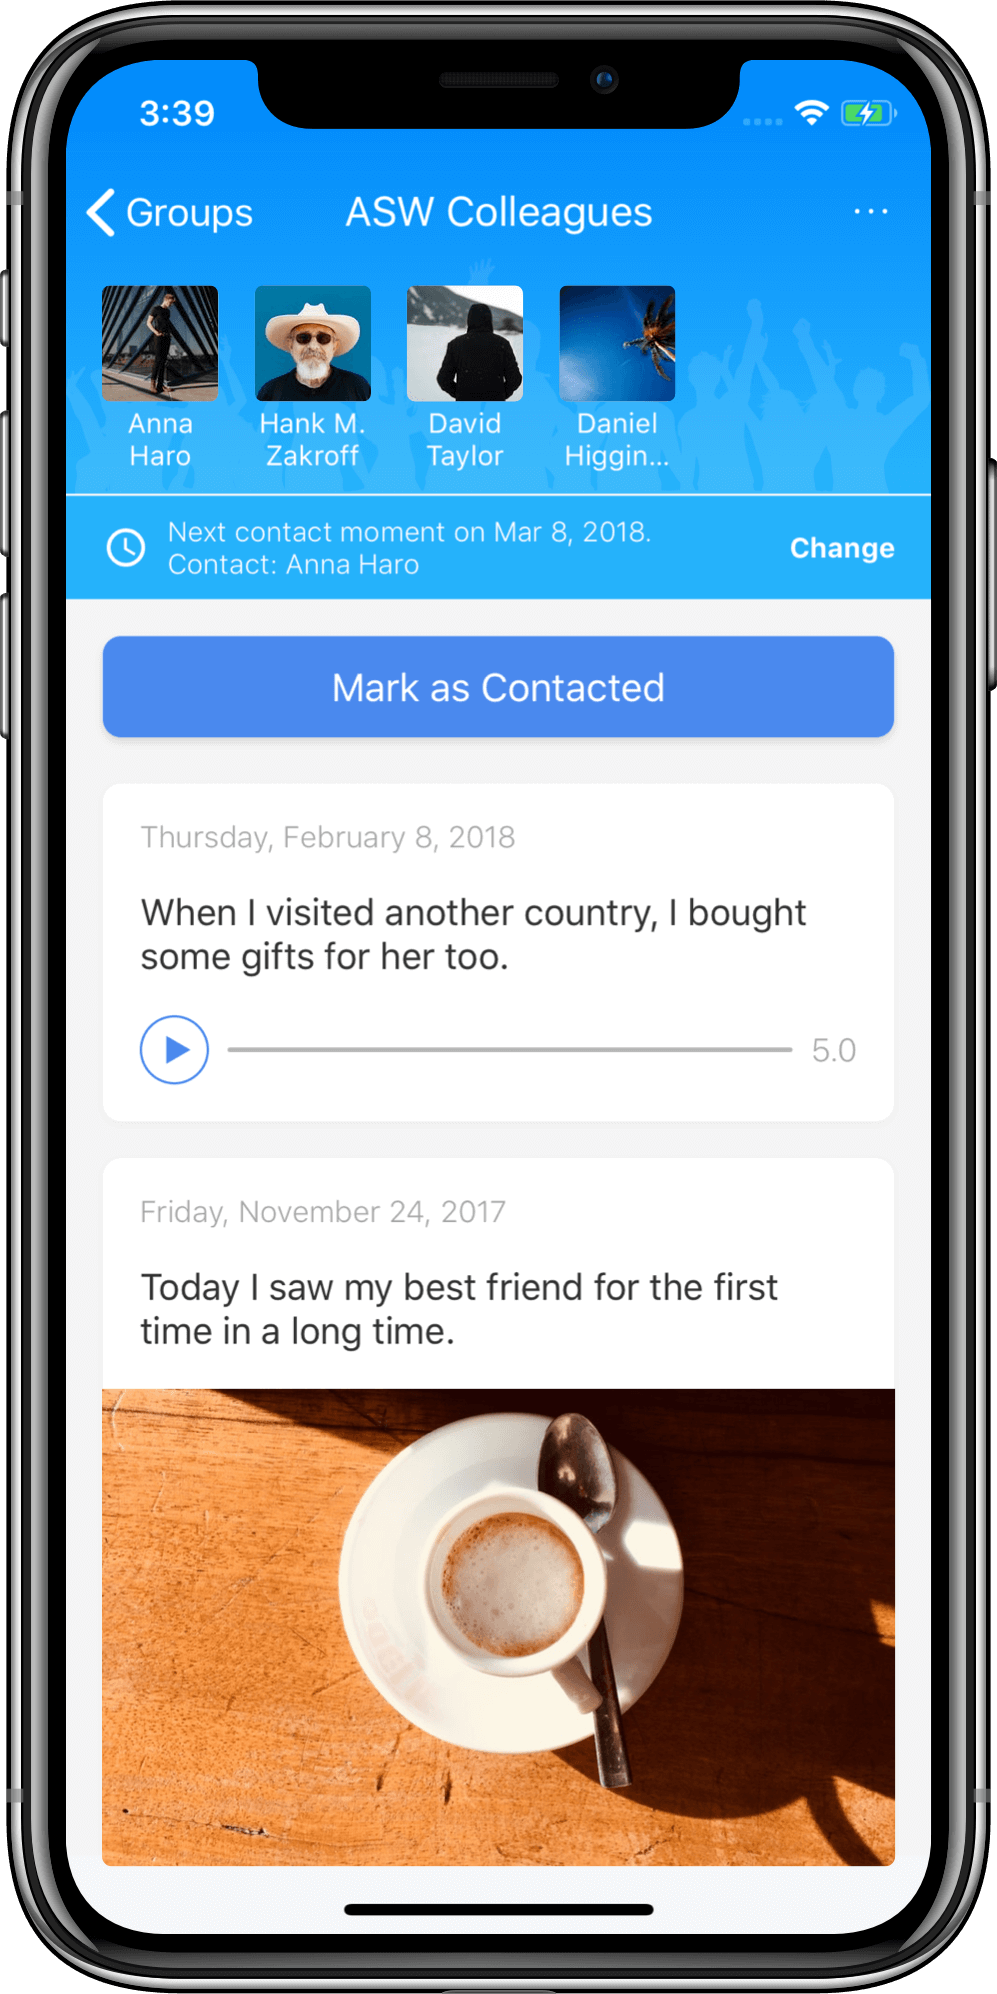 3:39
Groups
ASW Colleagues
...
Anna
Haro
Hank M.
Zakroff
David
Taylor
Daniel
Higgin...
Next contact moment on Mar 8, 2018.
Contact: Anna Haro
Change
Mark as Contacted
Thursday, February 8, 2018
When I visited another country, I bought
some gifts for her too.
5.0
Friday, November 24, 2017
Today I saw my best friend for the first
time in a long time.